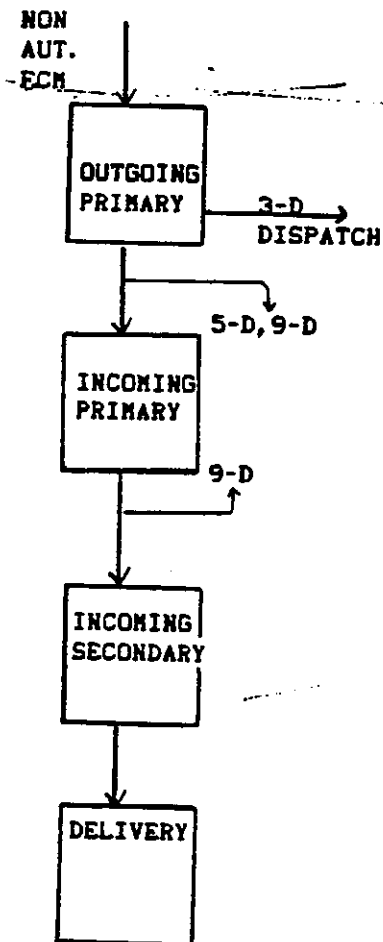 NON
AUT.
ECM
OUTGOING
PRIMARY
3-D
DISPATCH
5-D, 9-D
INCOMING
PRIMARY
9-D
INCOMING
SECONDARY
DELIVERY